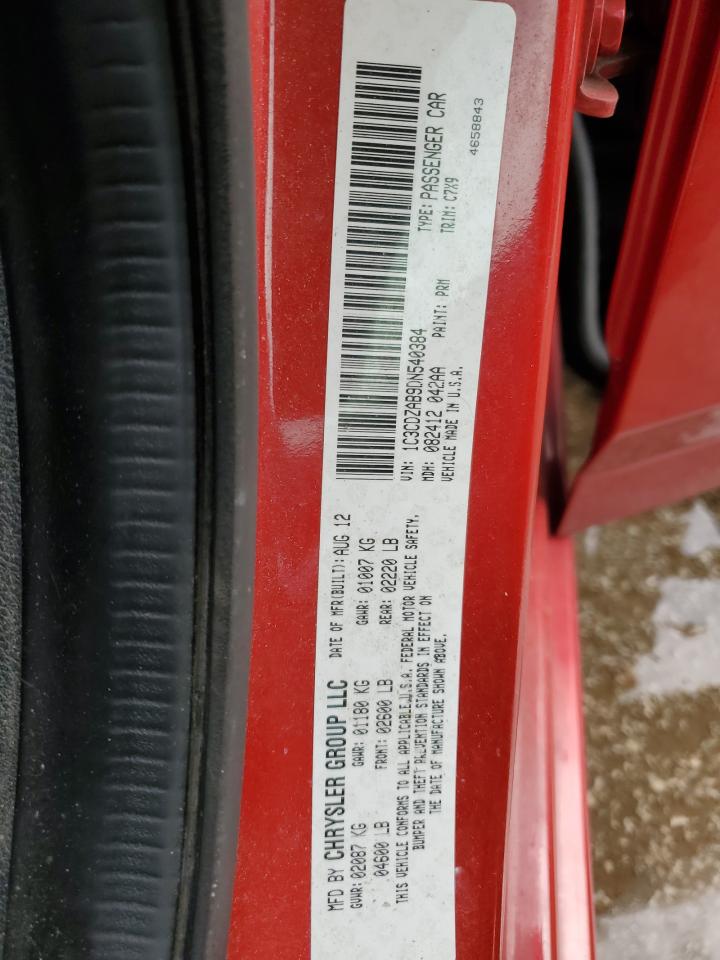 MFD BY CHRYSLER GROUP LLC DATE OF MFR(BUILT): AUG 12
GVWR: 02087 KG GAWR: 01180 KG GAWR: 01007 KG
04600 LB FRONT: 02600 LB REAR: 02220 LB
THIS VEHICLE CONFORMS TO ALL APPLICABLE U.S.A. FEDERAL MOTOR VEHICLE SAFETY,
BUMPER AND THEFT PREVENTION STANDARDS IN EFFECT ON
THE DATE OF MANUFACTURE SHOWN ABOVE.
VIN: 1C3CDZAB9DN540384 TYPE: PASSENGER CAR
MDH: 082412 042AA PAINT: PRM TRIM: C7X9
VEHICLE MADE IN U.S.A.
4658843